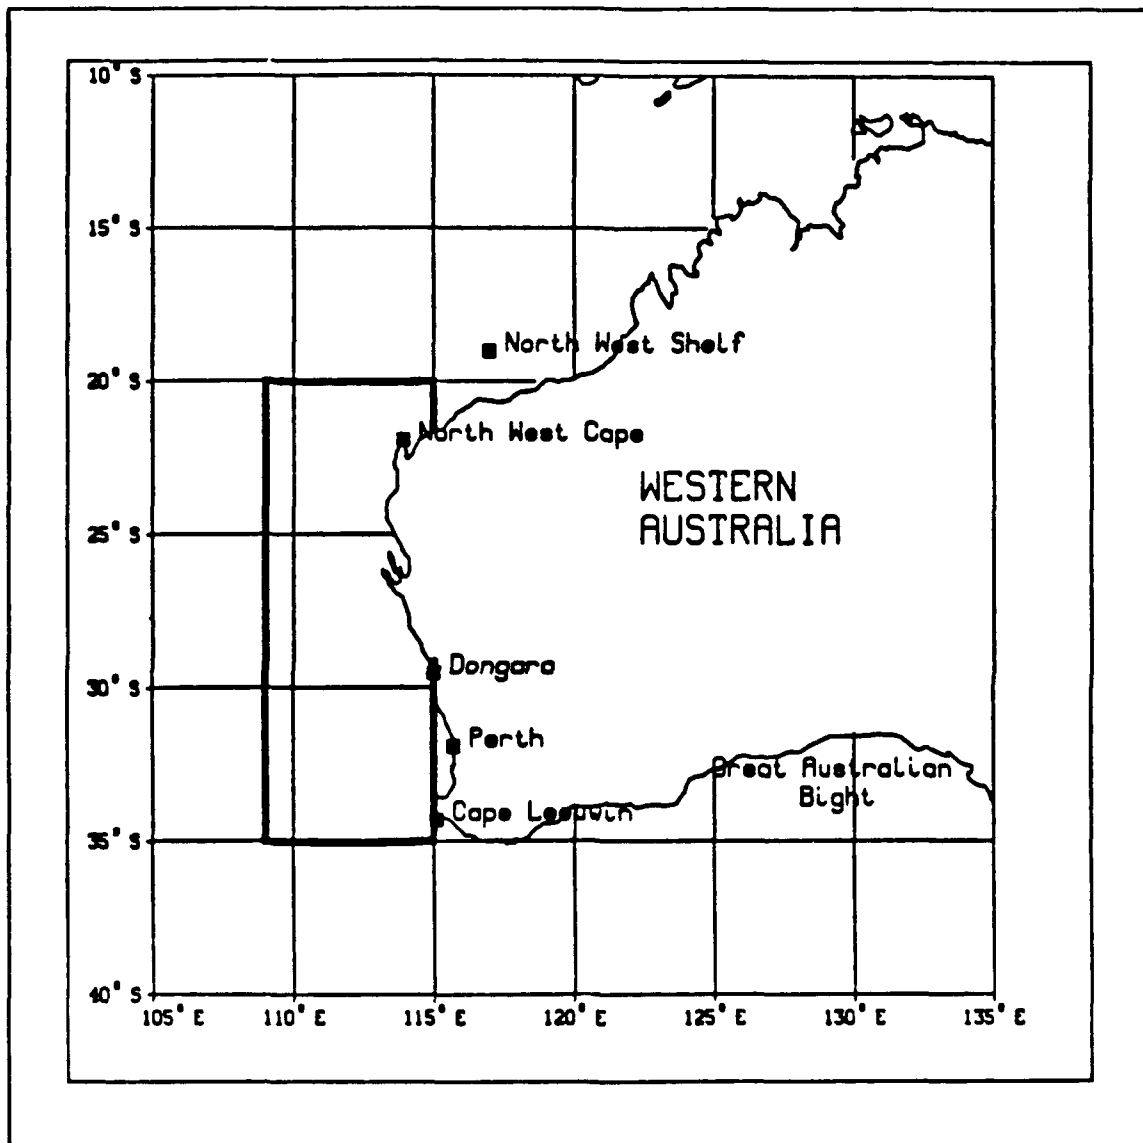 10° S
15° S
North West Shelf
20° S
North West Cape
WESTERN
AUSTRALIA
25° S
Dongara
30° S
Perth
Great Australian
Bight
Cape Leeuwin
35° S
40° S
105° E 110° E 115° E 120° E 125° E 130° E 135° E